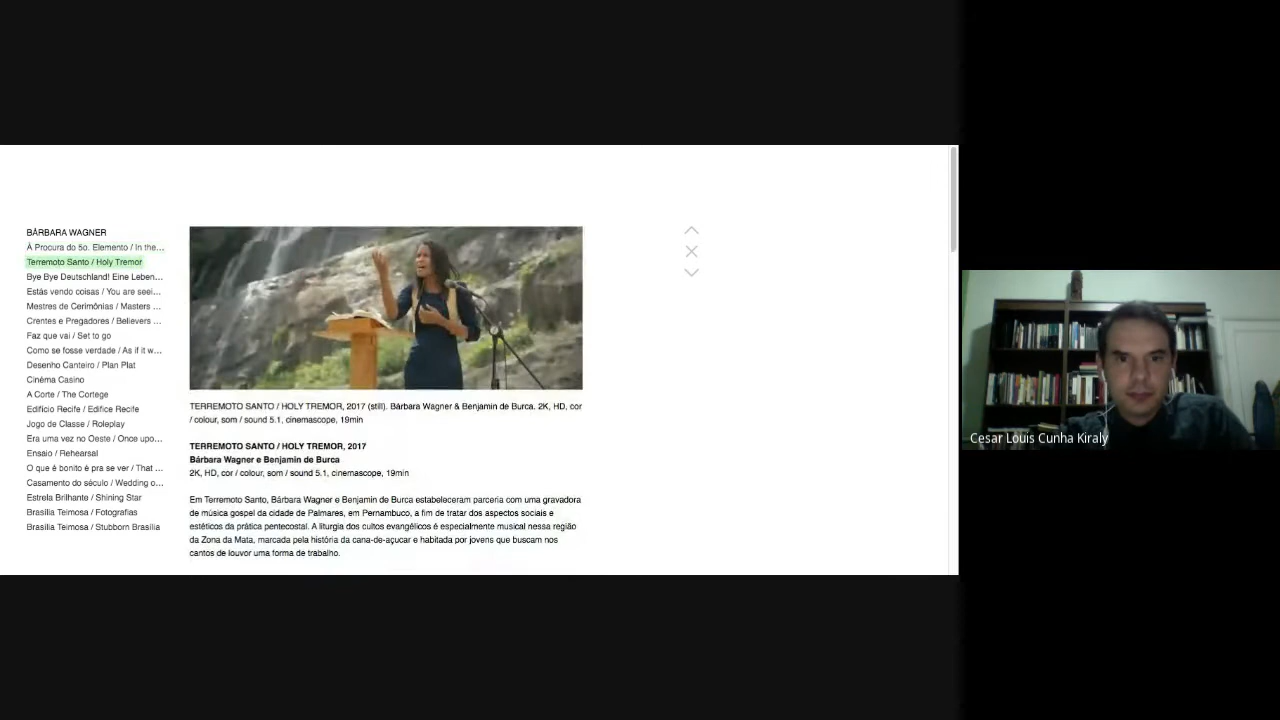 BÁRBARA WAGNER
À Procura do 5o. Elemento / In the...
Terremoto Santo / Holy Tremor
Bye Bye Deutschland! Eine Leben...
Estás vendo coisas / You are seei...
Mestres de Cerimônias / Masters ...
Crentes e Pregadores / Believers ...
Faz que vai / Set to go
Como se fosse verdade / As if it w...
Desenho Canteiro / Plan Plat
Cinéma Casino
A Corte / The Cortege
Edifício Recife / Edifice Recife
Jogo de Classe / Roleplay
Era uma vez no Oeste / Once upo...
Ensaio / Rehearsal
O que é bonito é pra se ver / That ...
Casamento do século / Wedding o...
Estrela Brilhante / Shining Star
Brasília Teimosa / Fotografias
Brasília Teimosa / Stubborn Brasília
TERREMOTO SANTO / HOLY TREMOR, 2017 (still). Bárbara Wagner & Benjamin de Burca. 2K, HD, cor
/ colour, som / sound 5.1, cinemascope, 19min
TERREMOTO SANTO / HOLY TREMOR, 2017
Bárbara Wagner e Benjamin de Burca
2K, HD, cor / colour, som / sound 5.1, cinemascope, 19min
Em Terremoto Santo, Bárbara Wagner e Benjamin de Burca estabeleceram parceria com uma gravadora
de música gospel da cidade de Palmares, em Pernambuco, a fim de tratar dos aspectos sociais e
estéticos da prática pentecostal. A liturgia dos cultos evangélicos é especialmente musical nessa região
da Zona da Mata, marcada pela história da cana-de-açucar e habitada por jovens que buscam nos
cantos de louvor uma forma de trabalho.
Cesar Louis Cunha Kiraly